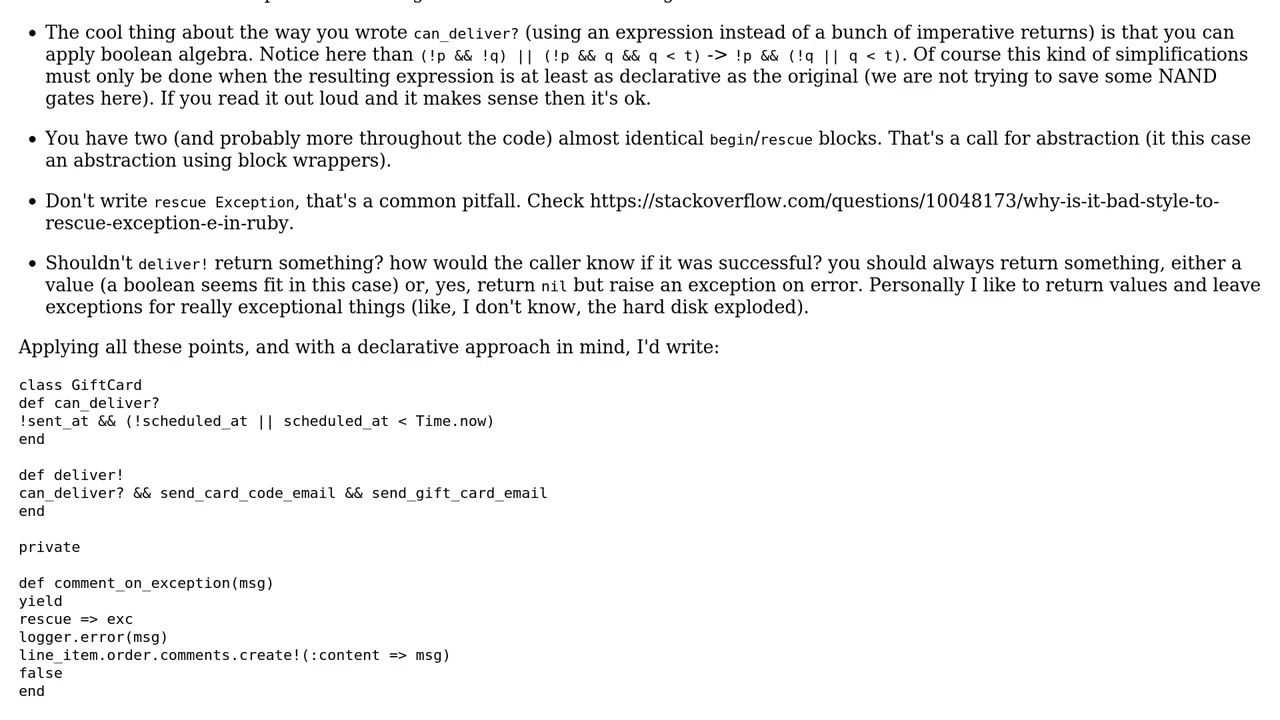 The cool thing about the way you wrote can_deliver? (using an expression instead of a bunch of imperative returns) is that you can
apply boolean algebra. Notice here than (!p && !q) || (!p && q && q < t) -> !p && (!q || q < t). Of course this kind of simplifications
must only be done when the resulting expression is at least as declarative as the original (we are not trying to save some NAND
gates here). If you read it out loud and it makes sense then it's ok.
You have two (and probably more throughout the code) almost identical begin/rescue blocks. That's a call for abstraction (it this case
an abstraction using block wrappers).
Don't write rescue Exception, that's a common pitfall. Check https://stackoverflow.com/questions/10048173/why-is-it-bad-style-to-
rescue-exception-e-in-ruby.
Shouldn't deliver! return something? how would the caller know if it was successful? you should always return something, either a
value (a boolean seems fit in this case) or, yes, return nil but raise an exception on error. Personally I like to return values and leave
exceptions for really exceptional things (like, I don't know, the hard disk exploded).
Applying all these points, and with a declarative approach in mind, I'd write:
class GiftCard
def can_deliver?
!sent_at && (!scheduled_at || scheduled_at < Time.now)
end
def deliver!
can_deliver? && send_card_code_email && send_gift_card_email
end
private
def comment_on_exception(msg)
yield
rescue => exc
logger.error(msg)
line_item.order.comments.create!(:content => msg)
false
end